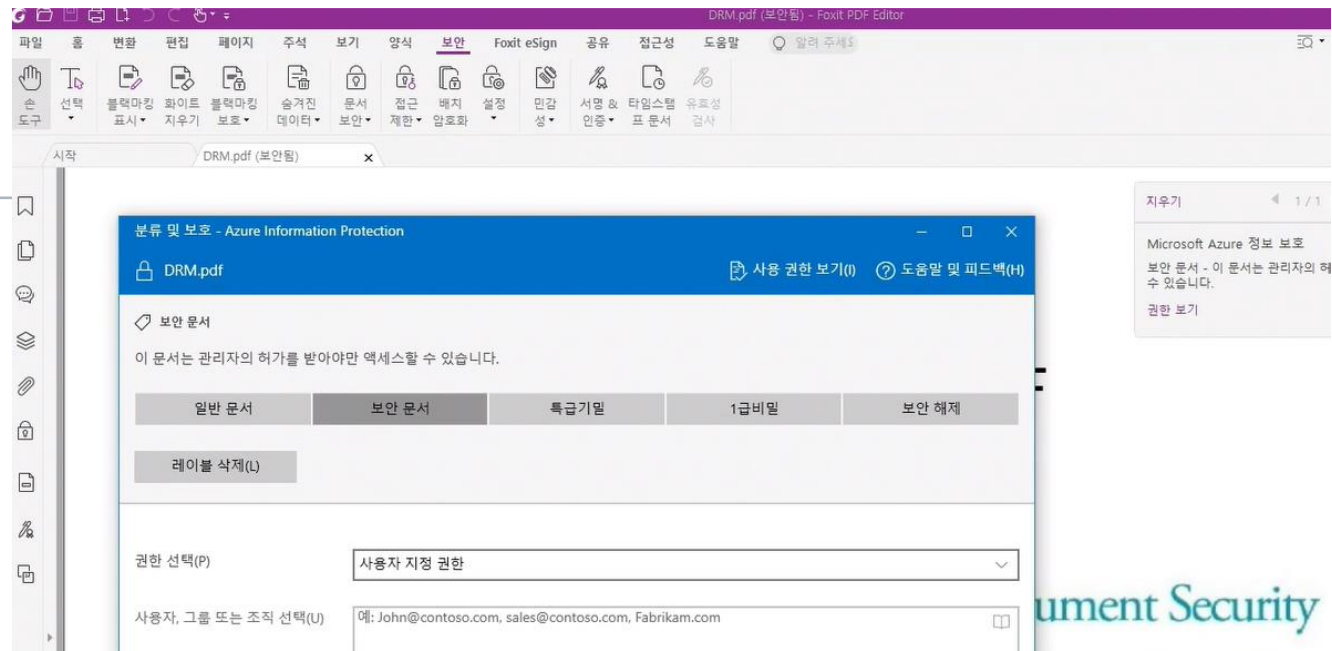 DRM.pdf (보안됨) - Foxit PDF Editor
파일 홈 변환 편집 페이지 주석 보기 양식 보안 Foxit eSign 공유 접근성 도움말 알려 주세요
손 도구 선택 블랙마킹 표시 화이트 지우기 블랙마킹 보호 숨겨진 데이터 문서 보안 접근 제한 배치 암호화 설정 민감 성 서명 & 인증 타임스탬프 문서 유효성 검사
시작 DRM.pdf (보안됨)
지우기 1 / 1
Microsoft Azure 정보 보호
보안 문서 - 이 문서는 관리자의 허
수 있습니다.
권한 보기
분류 및 보호 - Azure Information Protection
DRM.pdf 사용 권한 보기(I) 도움말 및 피드백(H)
보안 문서
이 문서는 관리자의 허가를 받아야만 액세스할 수 있습니다.
일반 문서 보안 문서 특급기밀 1급비밀 보안 해제
레이블 삭제(L)
권한 선택(P) 사용자 지정 권한
사용자, 그룹 또는 조직 선택(U) 예: John@contoso.com, sales@contoso.com, Fabrikam.com
ument Security